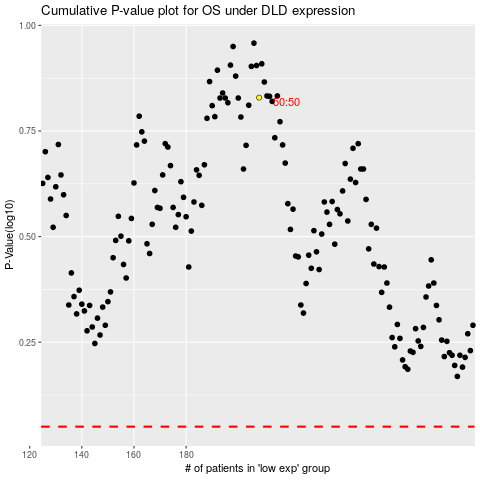 Cumulative P-value plot for OS under DLD expression
P-Value(log10)
1.00
0.75
0.50
0.25
50:50
120 140 160 180
# of patients in 'low exp' group